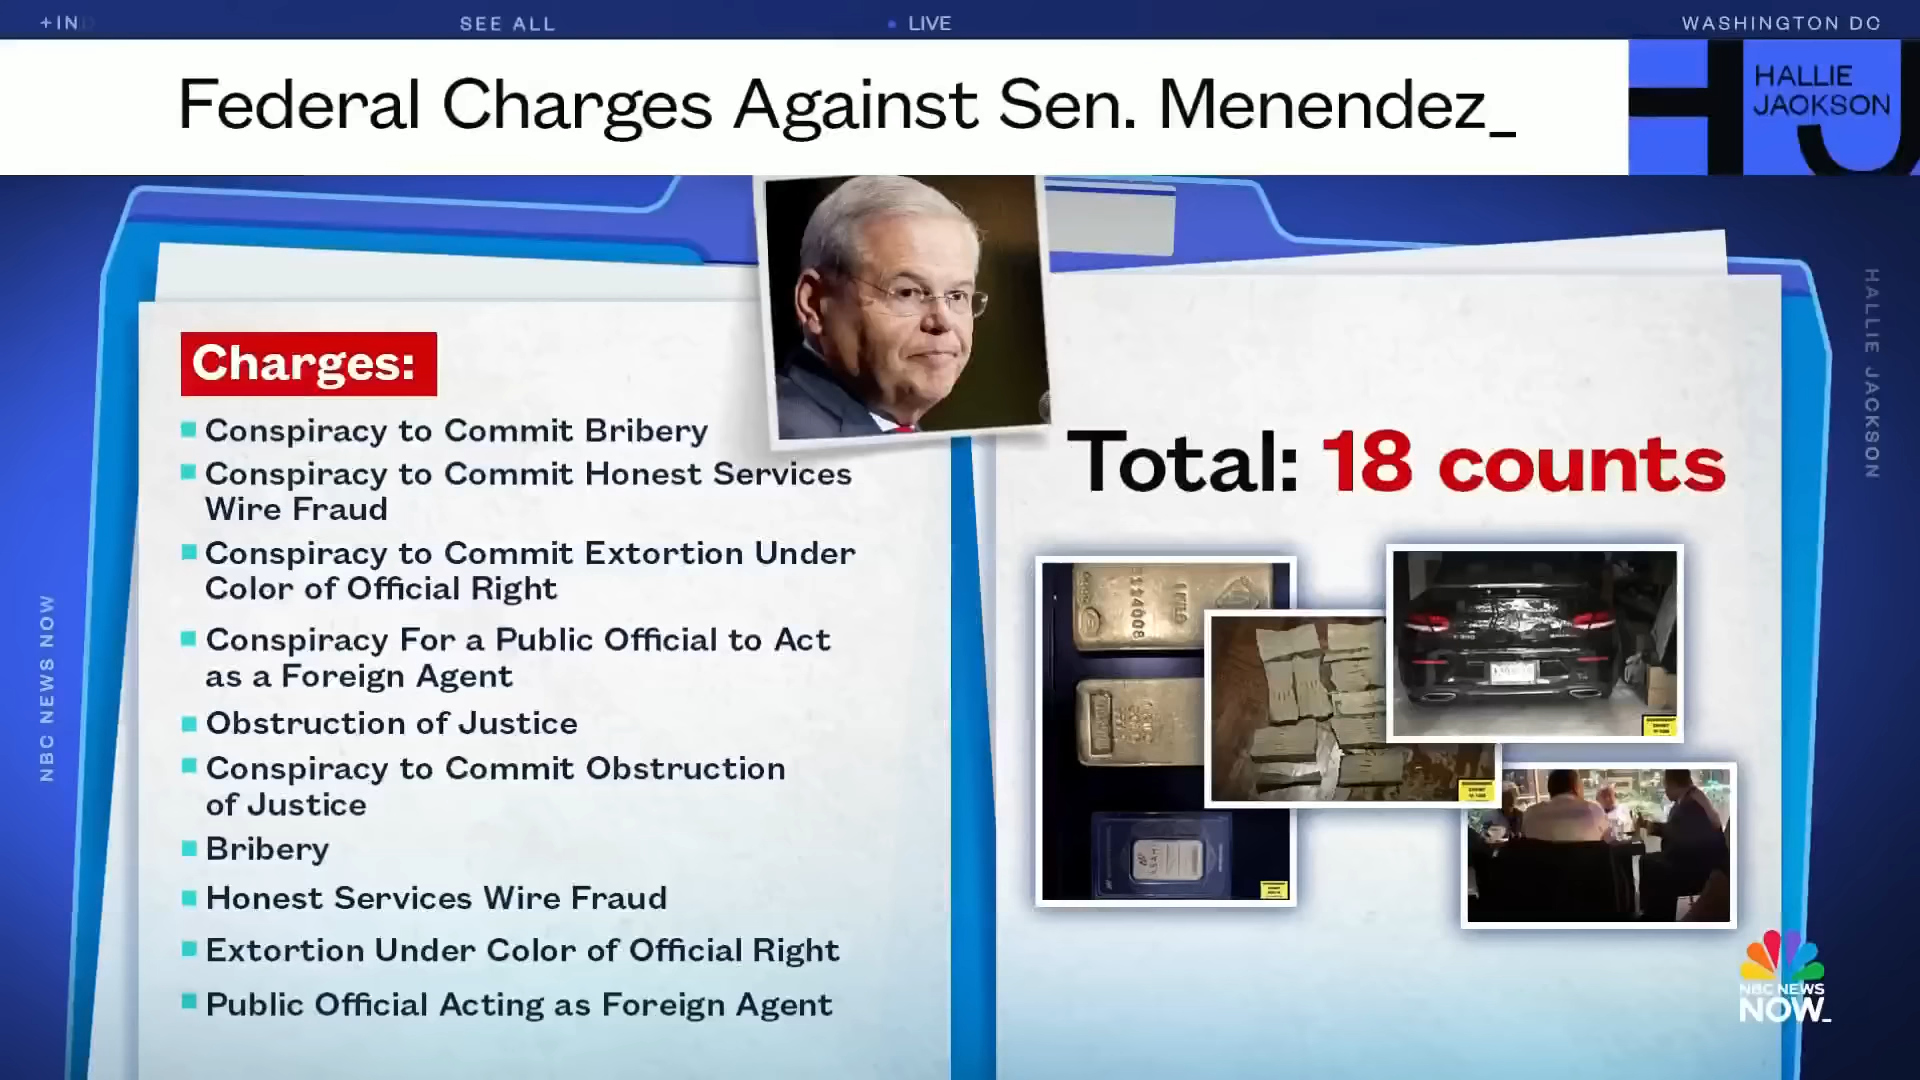 +IN
SEE ALL
LIVE
WASHINGTON DC
Federal Charges Against Sen. Menendez_
HALLIE
JACKSON
Charges:
Conspiracy to Commit Bribery
Conspiracy to Commit Honest Services
Wire Fraud
Conspiracy to Commit Extortion Under
Color of Official Right
Conspiracy For a Public Official to Act
as a Foreign Agent
Obstruction of Justice
Conspiracy to Commit Obstruction
of Justice
Bribery
Honest Services Wire Fraud
Extortion Under Color of Official Right
Public Official Acting as Foreign Agent
Total: 18 counts
ASAHI
NBC NEWS NOW
HALLIE JACKSON
NBC NEWS
NOW_